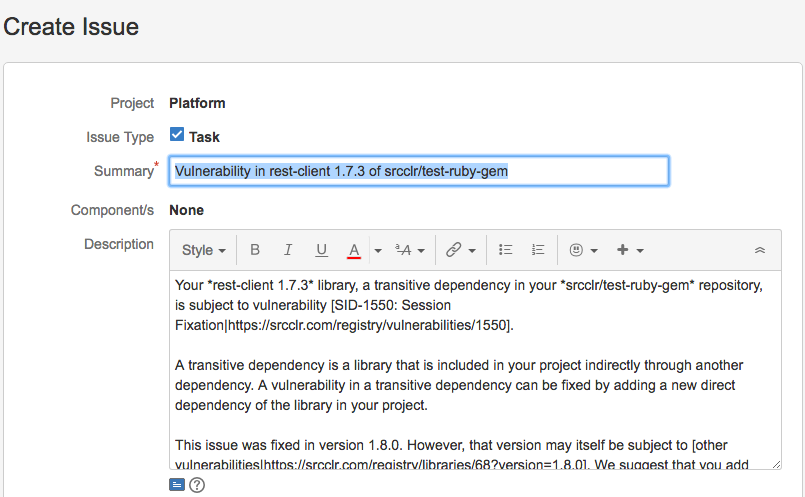 Create Issue
Project Platform
Issue Type Task
Summary* Vulnerability in rest-client 1.7.3 of srcclr/test-ruby-gem
Component/s None
Description Style B I U A ªA
Your *rest-client 1.7.3* library, a transitive dependency in your *srcclr/test-ruby-gem* repository,
is subject to vulnerability [SID-1550: Session
Fixation|https://srcclr.com/registry/vulnerabilities/1550].
A transitive dependency is a library that is included in your project indirectly through another
dependency. A vulnerability in a transitive dependency can be fixed by adding a new direct
dependency of the library in your project.
This issue was fixed in version 1.8.0. However, that version may itself be subject to [other
vulnerabilities|https://srcclr.com/registry/libraries/68?version=1.8.0]. We suggest that you add